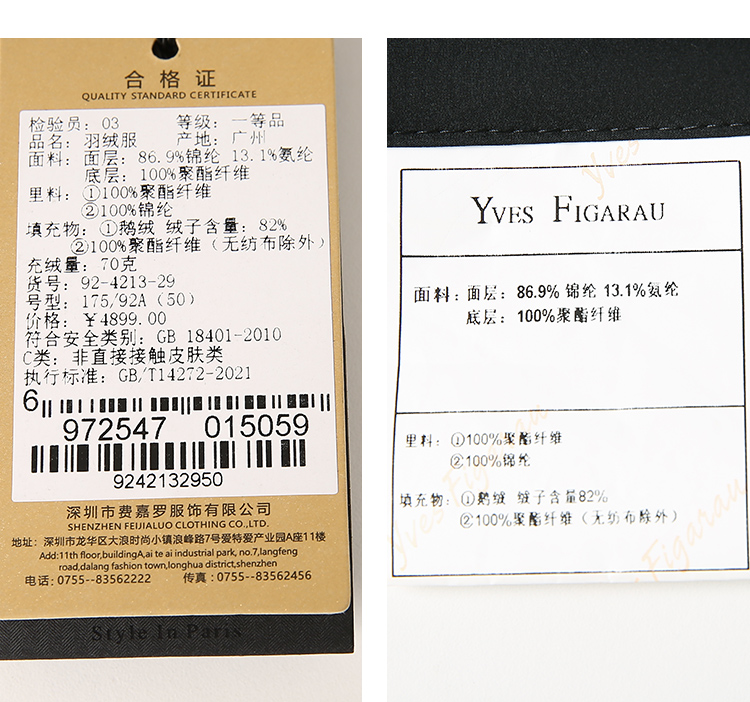 合格证
QUALITY STANDARD CERTIFICATE
检验员：03 等级：一等品
品名：羽绒服 产地：广州
面料：面层：86.9%锦纶 13.1%氨纶
底层：100%聚酯纤维
里料：①100%聚酯纤维
②100%锦纶
填充物：①鹅绒 绒子含量：82%
②100%聚酯纤维（无纺布除外）
充绒量：70克
货号：92-4213-29
号型：175/92A（50）
价格：￥4899.00
符合安全类别：GB 18401-2010
C类：非直接接触皮肤类
执行标准：GB/T14272-2021
6 972547 015059
9242132950
深圳市费嘉罗服饰有限公司
SHENZHEN FEIJIALUO CLOTHING CO.,LTD.
地址：深圳市龙华区大浪时尚小镇浪峰路7号爱特爱产业园A座11楼
Add:11th floor,buildingA,ai te ai industrial park, no.7,langfeng
road,dalang fashion town,longhua district,shenzhen
电话：0755--83562222 传真：0755--83562456
Style In Paris
Yves
YVES FIGARAU
面料：面层：86.9% 锦纶 13.1%氨纶
底层：100%聚酯纤维
里料：①100%聚酯纤维
②100%锦纶
填充物：①鹅绒 绒子含量82%
②100%聚酯纤维（无纺布除外）
Yves Figarau